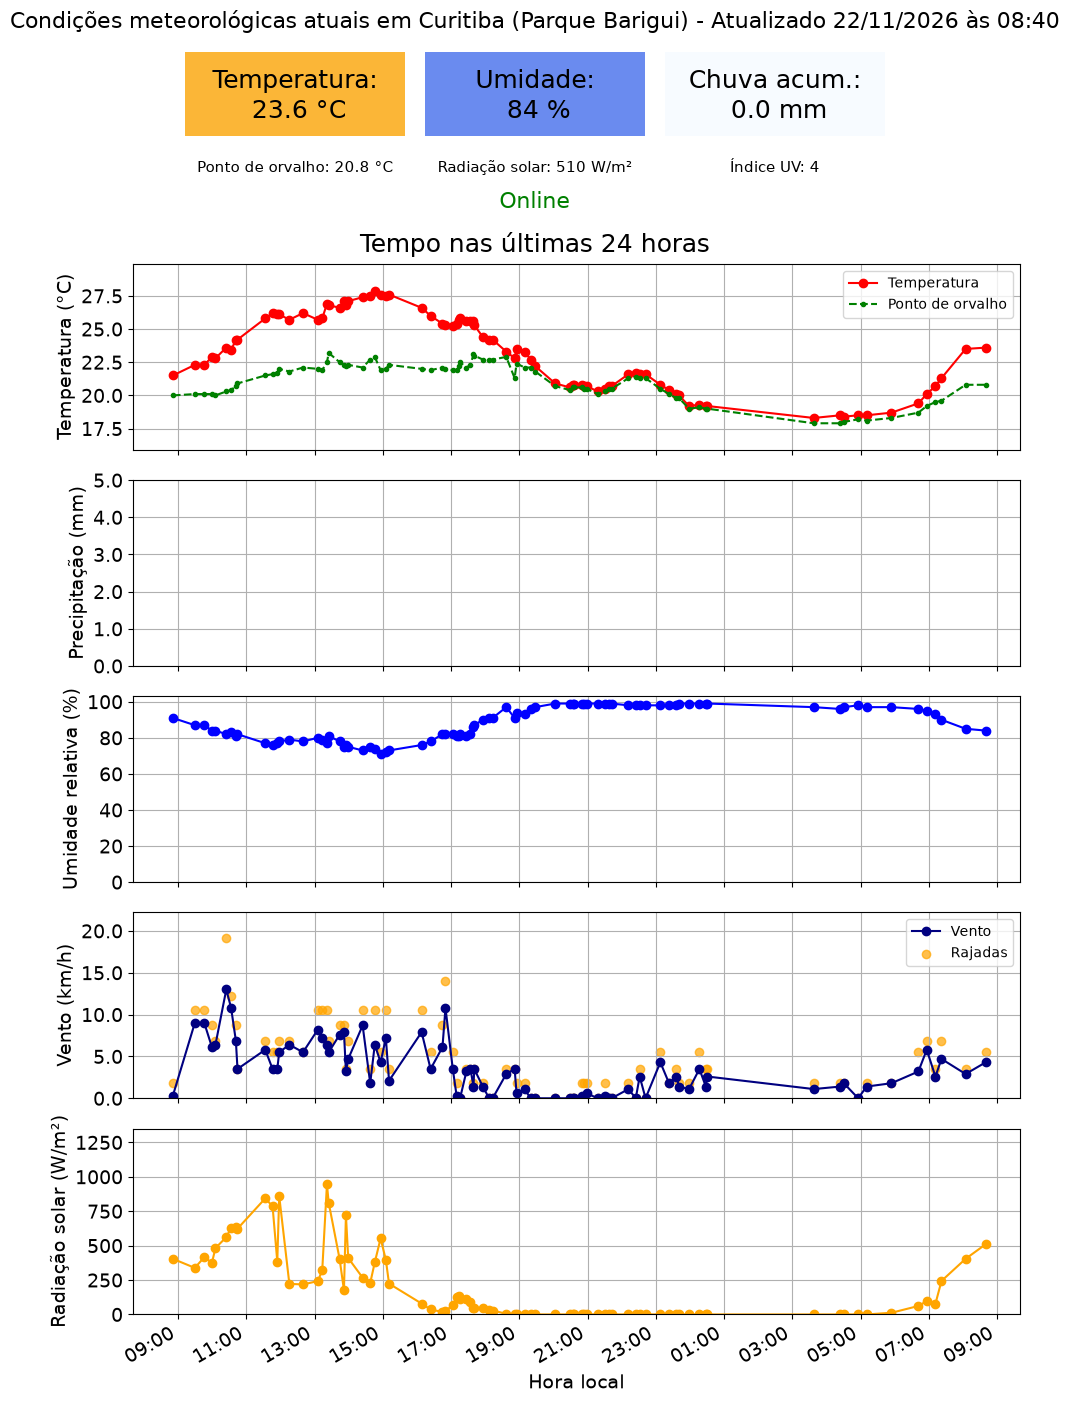 Condições meteorológicas atuais em Curitiba (Parque Barigui) - Atualizado 22/11/2026 às 08:40
Temperatura:
23.6 °C
Umidade:
84 %
Chuva acum.:
0.0 mm
Ponto de orvalho: 20.8 °C
Radiação solar: 510 W/m²
Índice UV: 4
Online
Tempo nas últimas 24 horas
Temperatura (°C)
27.5
25.0
22.5
20.0
17.5
Temperatura
Ponto de orvalho
Precipitação (mm)
5.0
4.0
3.0
2.0
1.0
0.0
Umidade relativa (%)
100
80
60
40
20
0
Vento (km/h)
20.0
15.0
10.0
5.0
0.0
Vento
Rajadas
Radiação solar (W/m²)
1250
1000
750
500
250
0
09:00
11:00
13:00
15:00
17:00
19:00
21:00
23:00
01:00
03:00
05:00
07:00
09:00
Hora local